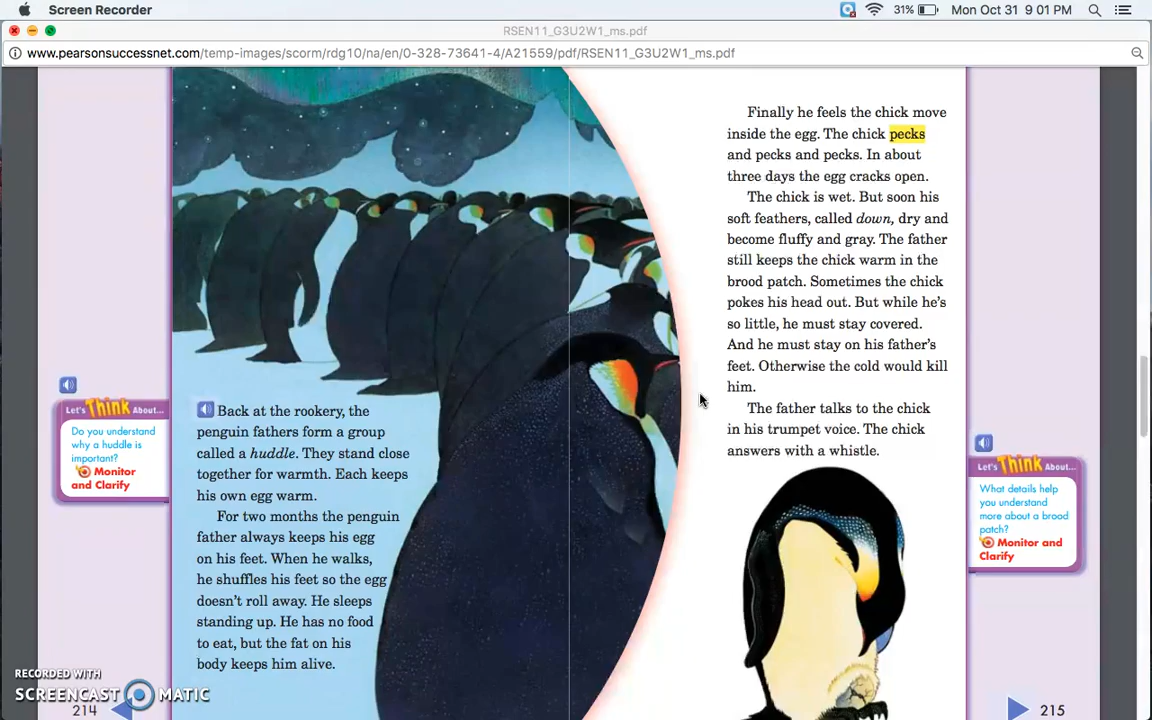 Screen Recorder
31%
Mon Oct 31 9 01 PM
RSEN11_G3U2W1_ms.pdf
www.pearsonsuccessnet.com/temp-images/scorm/rdg10/na/en/0-328-73641-4/A21559/pdf/RSEN11_G3U2W1_ms.pdf
Let's Think About...
Do you understand
why a huddle is
important?
Monitor
and Clarify
Back at the rookery, the
penguin fathers form a group
called a huddle. They stand close
together for warmth. Each keeps
his own egg warm.
For two months the penguin
father always keeps his egg
on his feet. When he walks,
he shuffles his feet so the egg
doesn't roll away. He sleeps
standing up. He has no food
to eat, but the fat on his
body keeps him alive.
Finally he feels the chick move
inside the egg. The chick pecks
and pecks and pecks. In about
three days the egg cracks open.
The chick is wet. But soon his
soft feathers, called down, dry and
become fluffy and gray. The father
still keeps the chick warm in the
brood patch. Sometimes the chick
pokes his head out. But while he's
so little, he must stay covered.
And he must stay on his father's
feet. Otherwise the cold would kill
him.
The father talks to the chick
in his trumpet voice. The chick
answers with a whistle.
Let's Think About...
What details help
you understand
more about a brood
patch?
Monitor and
Clarify
RECORDED WITH
SCREENCAST MATIC
214
215